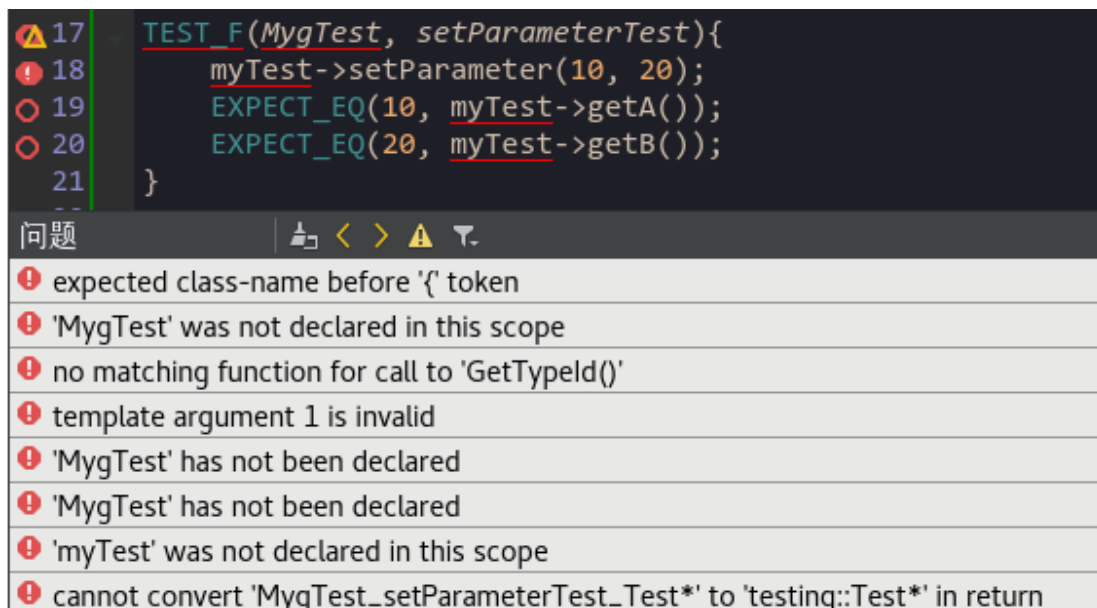 17 TEST_F(MygTest, setParameterTest){
18 myTest->setParameter(10, 20);
19 EXPECT_EQ(10, myTest->getA());
20 EXPECT_EQ(20, myTest->getB());
21 }
问题
expected class-name before '{' token
'MygTest' was not declared in this scope
no matching function for call to 'GetTypeId()'
template argument 1 is invalid
'MygTest' has not been declared
'MygTest' has not been declared
'myTest' was not declared in this scope
cannot convert 'MygTest_setParameterTest_Test*' to 'testing::Test*' in return